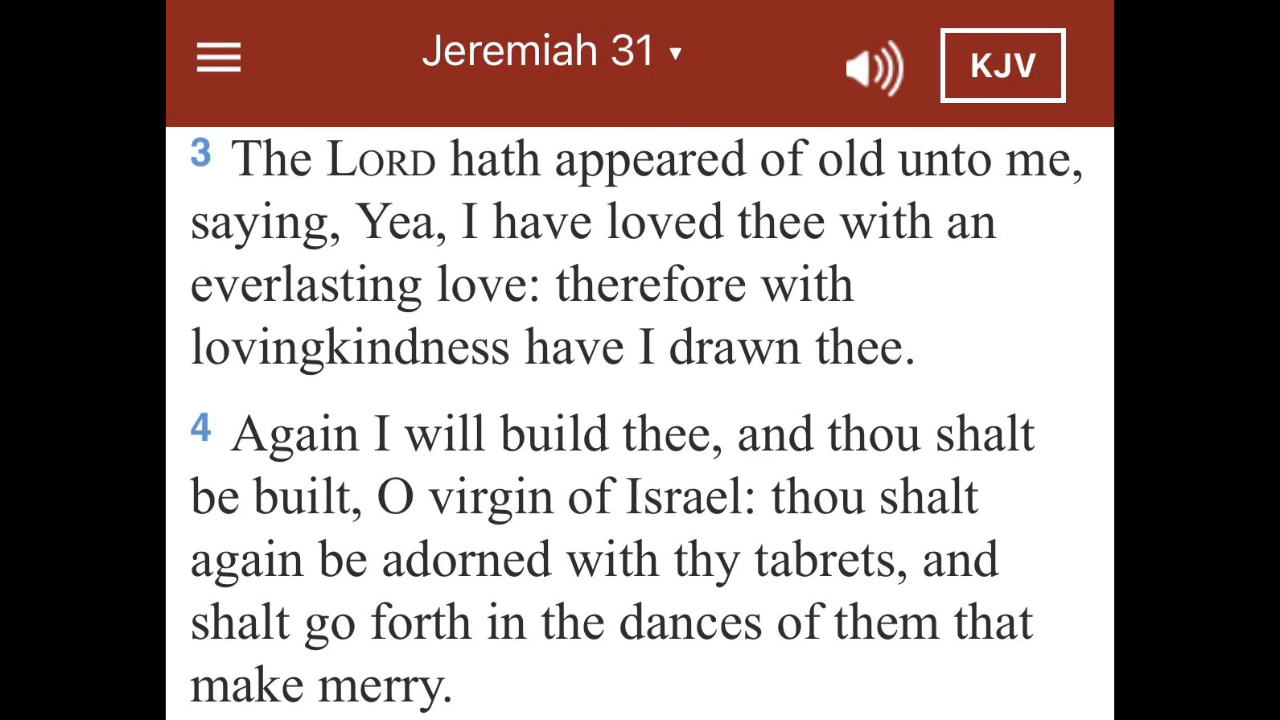 Jeremiah 31
KJV
3 The LORD hath appeared of old unto me,
saying, Yea, I have loved thee with an
everlasting love: therefore with
lovingkindness have I drawn thee.
4 Again I will build thee, and thou shalt
be built, O virgin of Israel: thou shalt
again be adorned with thy tabrets, and
shalt go forth in the dances of them that
make merry.